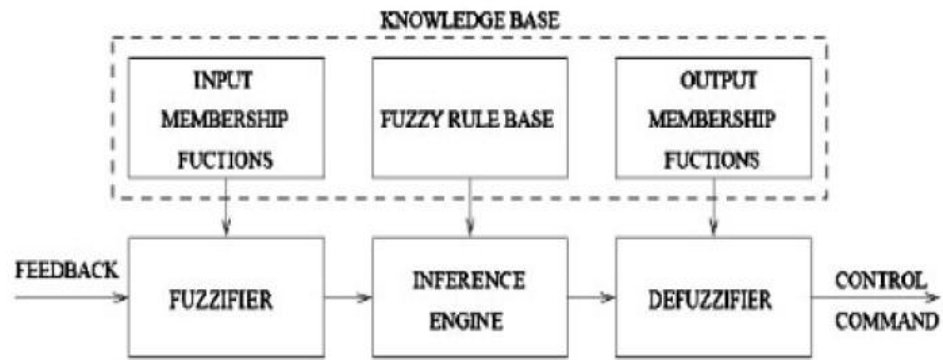 KNOWLEDGE BASE
INPUT
MEMBERSHIP
FUCTIONS
FUZZY RULE BASE
OUTPUT
MEMBERSHIP
FUCTIONS
FEEDBACK
FUZZIFIER
INFERENCE
ENGINE
DEFUZZIFIER
CONTROL
COMMAND